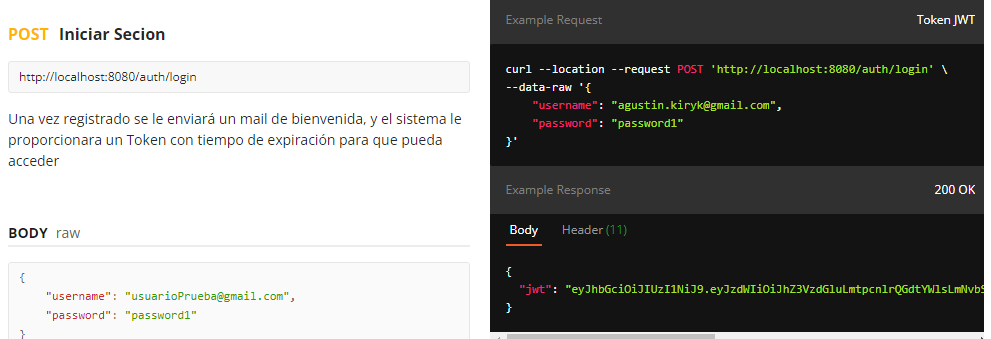 POST Iniciar Secion
http://localhost:8080/auth/login
Una vez registrado se le enviará un mail de bienvenida, y el sistema le
proporcionara un Token con tiempo de expiración para que pueda
acceder
BODY raw
{
"username": "usuarioPrueba@gmail.com",
"password": "password1"
}
Example Request Token JWT
curl --location --request POST 'http://localhost:8080/auth/login' \
--data-raw '{
"username": "agustin.kiryk@gmail.com",
"password": "password1"
}'
Example Response 200 OK
Body Header (11)
{
"jwt": "eyJhbGciOiJIUzI1NiJ9.eyJzdWIiOiJhZ3VzdGluLmtpcnlrQGdtYWlsLmNvbS
}